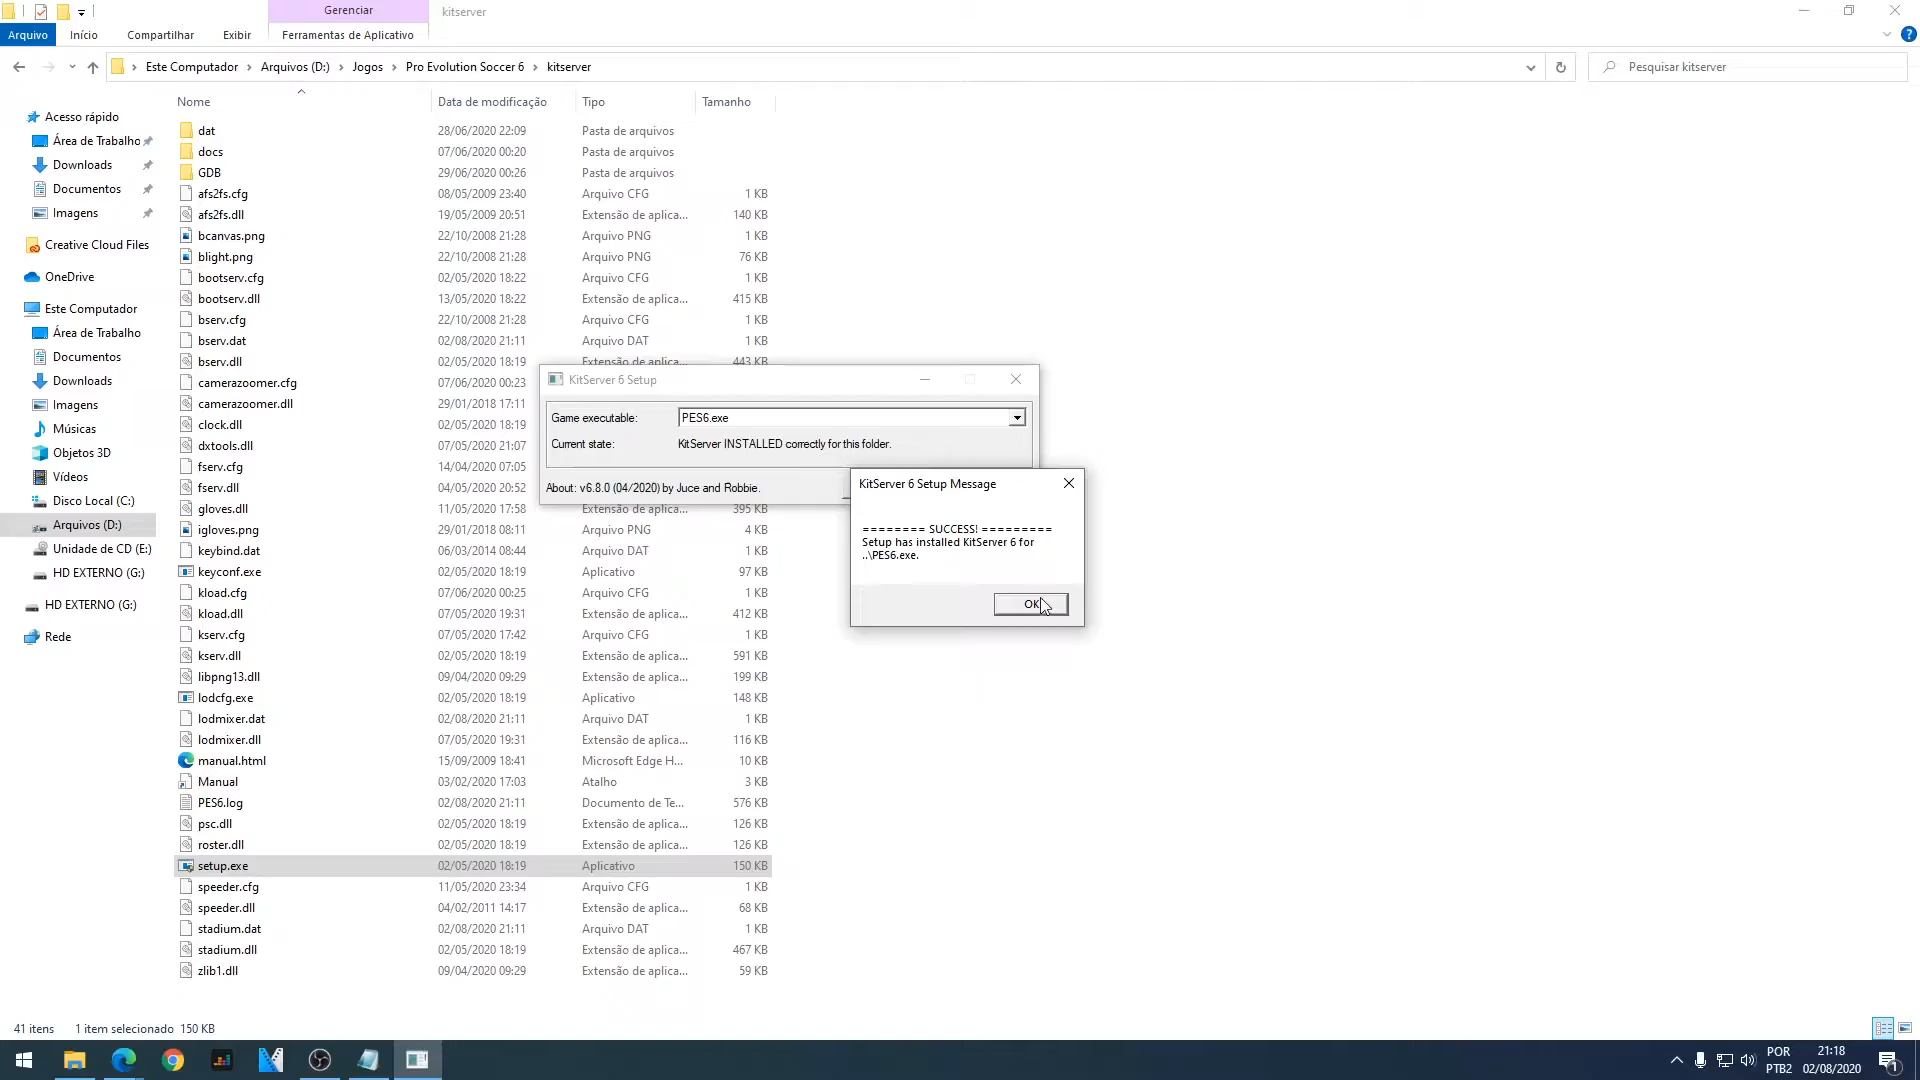 Gerenciar
kitserver
Arquivo
Início
Compartilhar
Exibir
Ferramentas de Aplicativo
Este Computador
Arquivos (D:)
Jogos
Pro Evolution Soccer 6
kitserver
Pesquisar kitserver
Nome
Data de modificação
Tipo
Tamanho
Acesso rápido
Área de Trabalho
Downloads
Documentos
Imagens
Creative Cloud Files
OneDrive
Este Computador
Área de Trabalho
Documentos
Downloads
Imagens
Músicas
Objetos 3D
Vídeos
Disco Local (C:)
Arquivos (D:)
Unidade de CD (E:)
HD EXTERNO (G:)
HD EXTERNO (G:)
Rede
dat 28/06/2020 22:09 Pasta de arquivos
docs 07/06/2020 00:20 Pasta de arquivos
GDB 29/06/2020 00:26 Pasta de arquivos
afs2fs.cfg 08/05/2009 23:40 Arquivo CFG 1 KB
afs2fs.dll 19/05/2009 20:51 Extensão de aplica... 140 KB
bcanvas.png 22/10/2008 21:28 Arquivo PNG 1 KB
blight.png 22/10/2008 21:28 Arquivo PNG 76 KB
bootserv.cfg 02/05/2020 18:22 Arquivo CFG 1 KB
bootserv.dll 13/05/2020 18:22 Extensão de aplica... 415 KB
bserv.cfg 22/10/2008 21:28 Arquivo CFG 1 KB
bserv.dat 02/08/2020 21:11 Arquivo DAT 1 KB
bserv.dll 02/05/2020 18:19 Extensão de aplica... 443 KB
camerazoomer.cfg 07/06/2020 00:23
camerazoomer.dll 29/01/2018 17:11
clock.dll 02/05/2020 18:19
dxtools.dll 07/05/2020 21:07
fserv.cfg 14/04/2020 07:05
fserv.dll 04/05/2020 20:52
gloves.dll 11/05/2020 17:58 Extensão de aplica... 395 KB
igloves.png 29/01/2018 08:11 Arquivo PNG 4 KB
keybind.dat 06/03/2014 08:44 Arquivo DAT 1 KB
keyconf.exe 02/05/2020 18:19 Aplicativo 97 KB
kload.cfg 07/06/2020 00:25 Arquivo CFG 1 KB
kload.dll 07/05/2020 19:31 Extensão de aplica... 412 KB
kserv.cfg 07/05/2020 17:42 Arquivo CFG 1 KB
kserv.dll 02/05/2020 18:19 Extensão de aplica... 591 KB
libpng13.dll 09/04/2020 09:29 Extensão de aplica... 199 KB
lodcfg.exe 02/05/2020 18:19 Aplicativo 148 KB
lodmixer.dat 02/08/2020 21:11 Arquivo DAT 1 KB
lodmixer.dll 07/05/2020 19:31 Extensão de aplica... 116 KB
manual.html 15/09/2009 18:41 Microsoft Edge H... 10 KB
Manual 03/02/2020 17:03 Atalho 3 KB
PES6.log 02/08/2020 21:11 Documento de Te... 576 KB
psc.dll 02/05/2020 18:19 Extensão de aplica... 126 KB
roster.dll 02/05/2020 18:19 Extensão de aplica... 126 KB
setup.exe 02/05/2020 18:19 Aplicativo 150 KB
speeder.cfg 11/05/2020 23:34 Arquivo CFG 1 KB
speeder.dll 04/02/2011 14:17 Extensão de aplica... 68 KB
stadium.dat 02/08/2020 21:11 Arquivo DAT 1 KB
stadium.dll 02/05/2020 18:19 Extensão de aplica... 467 KB
zlib1.dll 09/04/2020 09:29 Extensão de aplica... 59 KB
KitServer 6 Setup
Game executable: PES6.exe
Current state: KitServer INSTALLED correctly for this folder.
About: v6.8.0 (04/2020) by Juce and Robbie.
KitServer 6 Setup Message
======== SUCCESS! =========
Setup has installed KitServer 6 for
..\PES6.exe.
OK
41 itens
1 item selecionado 150 KB
POR
PTB2
21:18
02/08/2020
1